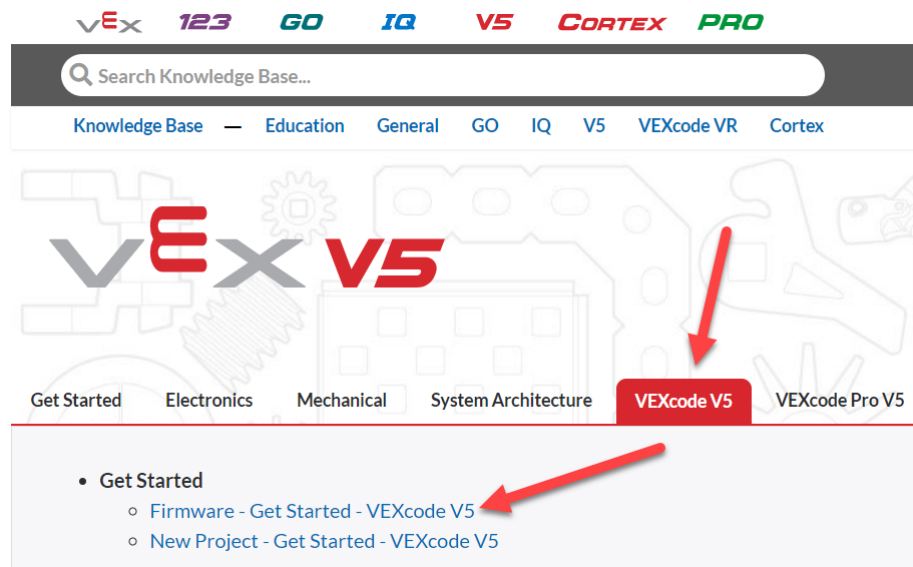 VEX 123 GO IQ V5 CORTEX PRO
Search Knowledge Base...
Knowledge Base — Education General GO IQ V5 VEXcode VR Cortex
VEX V5
Get Started Electronics Mechanical System Architecture VEXcode V5 VEXcode Pro V5
• Get Started
○ Firmware - Get Started - VEXcode V5
○ New Project - Get Started - VEXcode V5